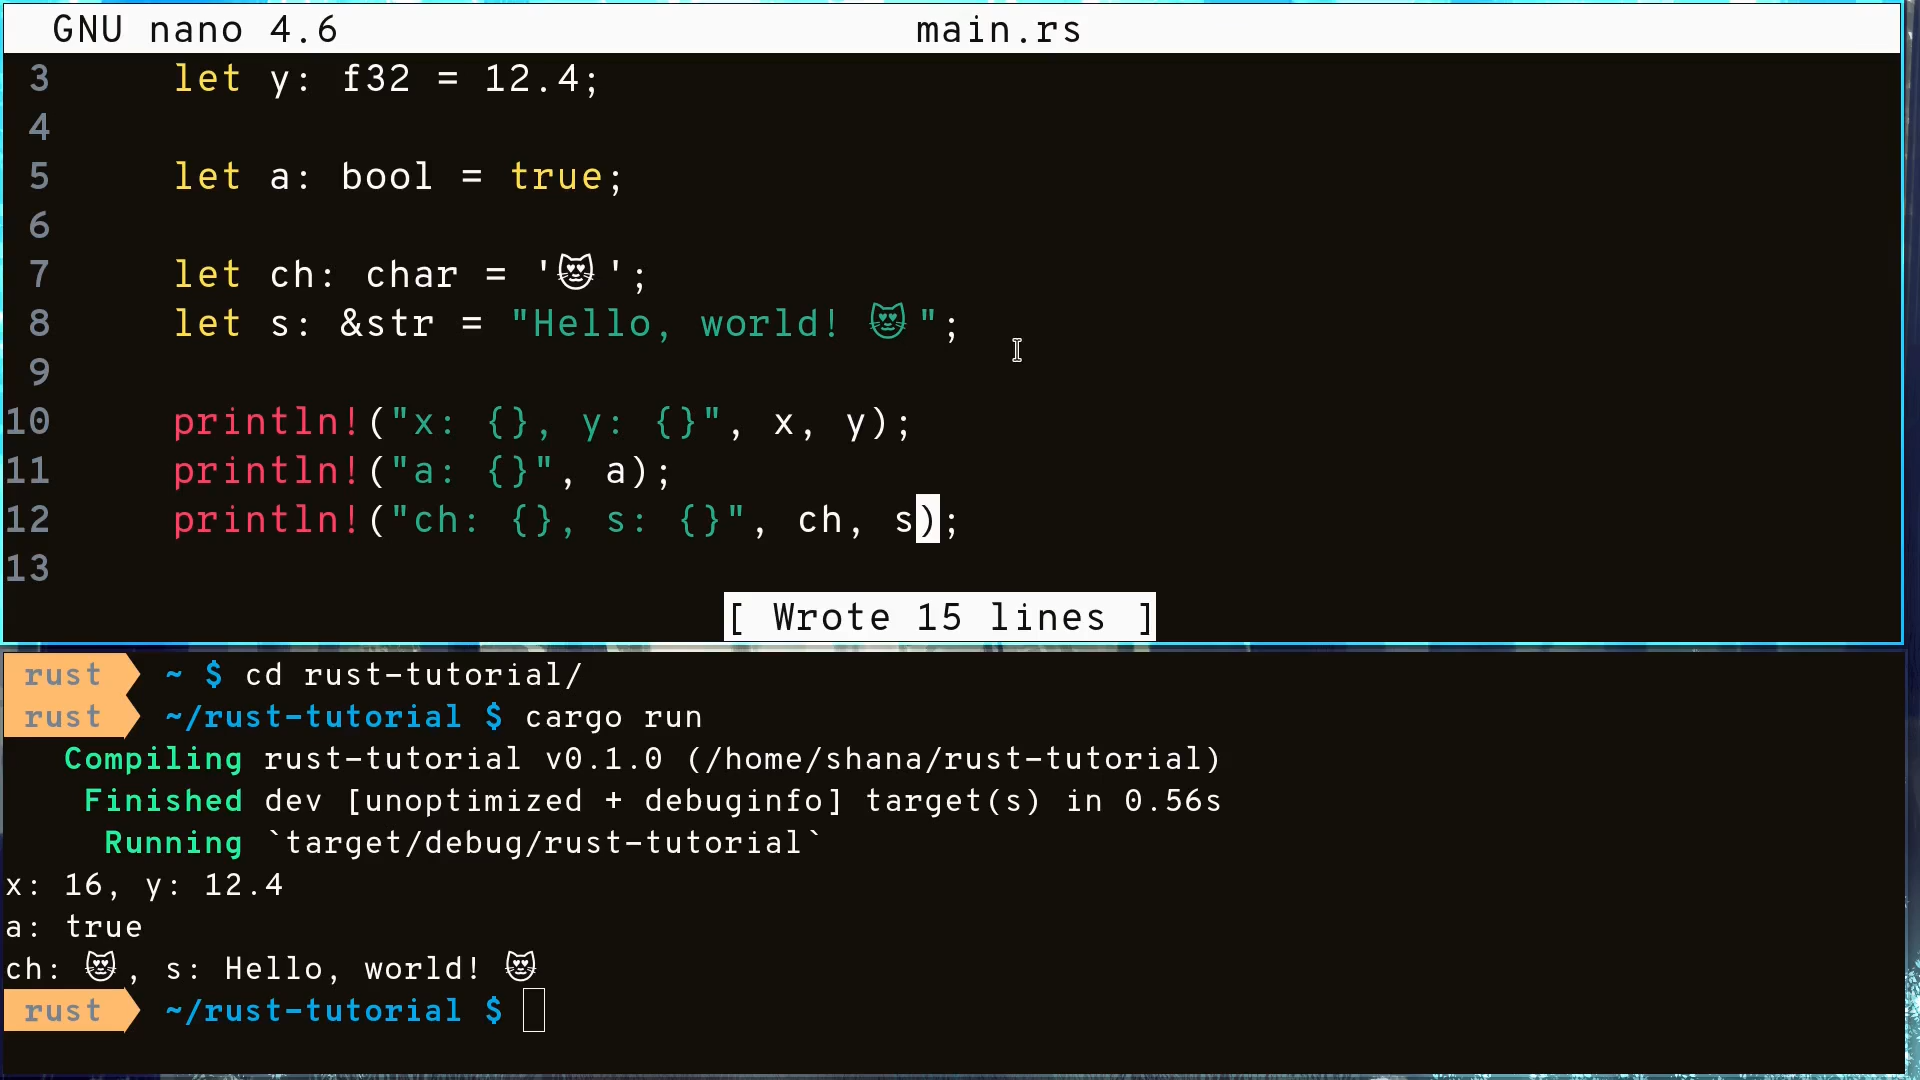 GNU nano 4.6 main.rs
3 let y: f32 = 12.4;
4
5 let a: bool = true;
6
7 let ch: char = '😻';
8 let s: &str = "Hello, world! 😻";
9
10 println!("x: {}, y: {}", x, y);
11 println!("a: {}", a);
12 println!("ch: {}, s: {}", ch, s);
13
[ Wrote 15 lines ]
rust ~ $ cd rust-tutorial/
rust ~/rust-tutorial $ cargo run
Compiling rust-tutorial v0.1.0 (/home/shana/rust-tutorial)
Finished dev [unoptimized + debuginfo] target(s) in 0.56s
Running `target/debug/rust-tutorial`
x: 16, y: 12.4
a: true
ch: 😻, s: Hello, world! 😻
rust ~/rust-tutorial $